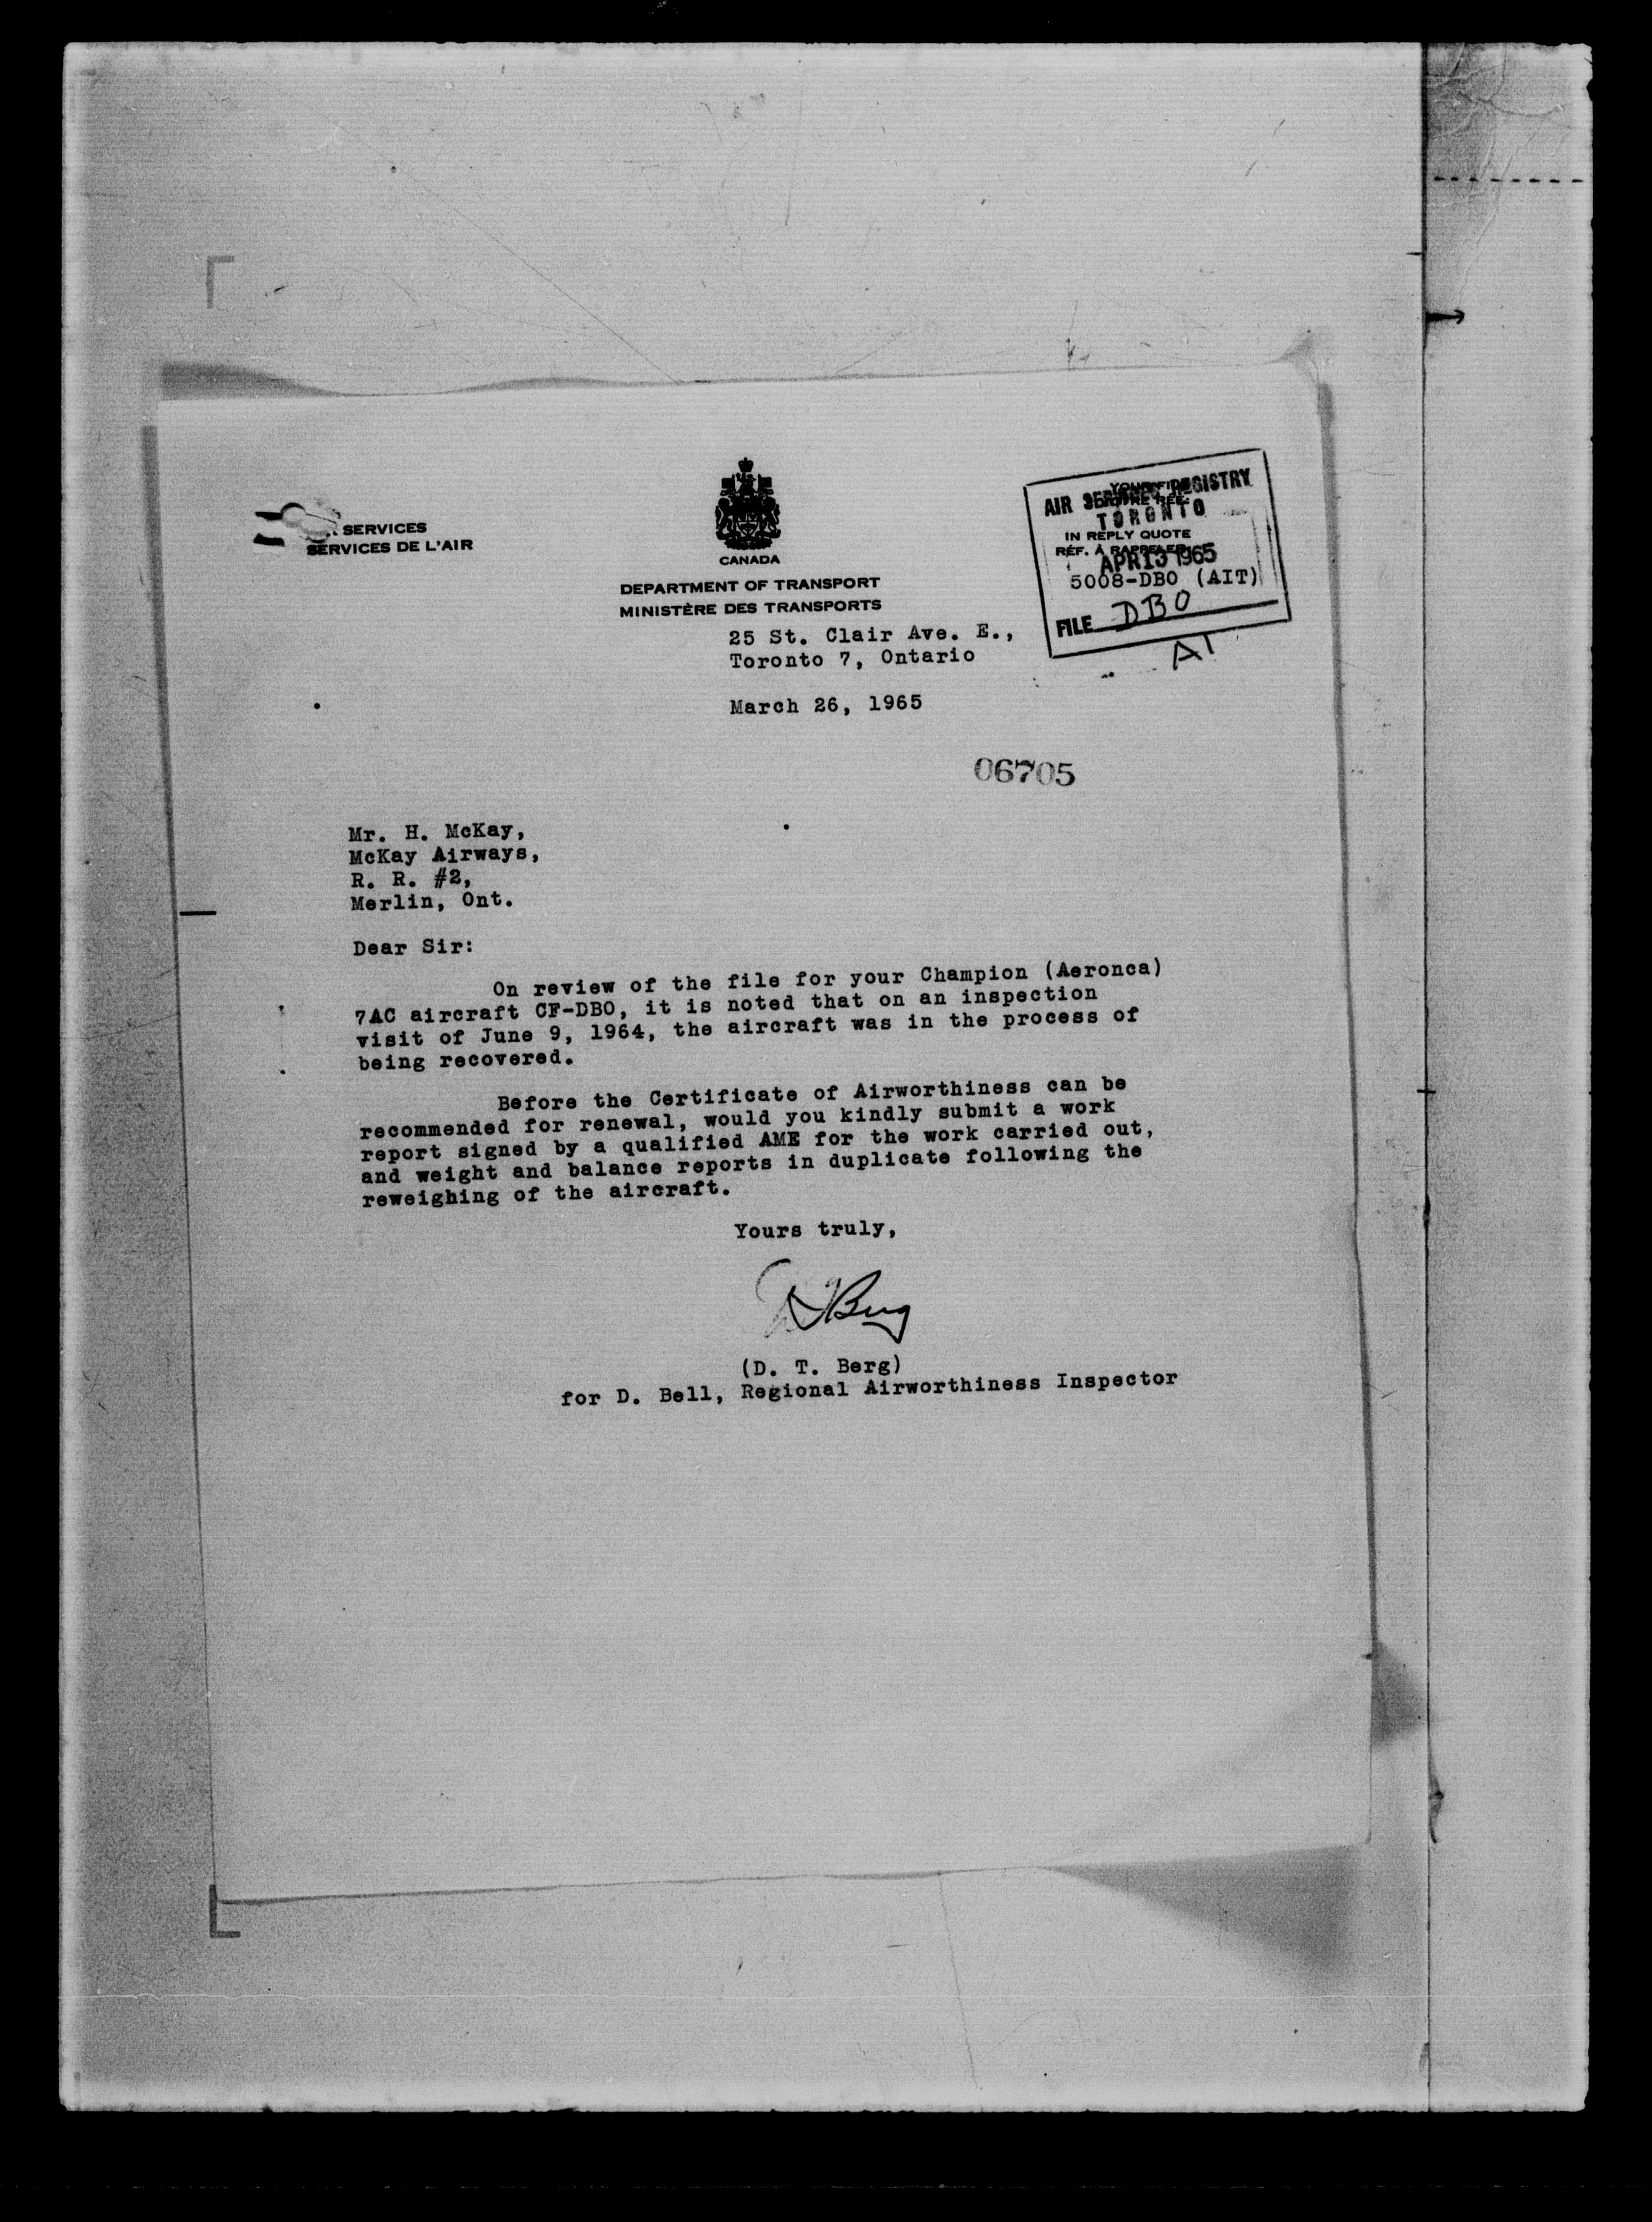 SERVICES
SERVICES DE L'AIR
CANADA
DEPARTMENT OF TRANSPORT
MINISTÈRE DES TRANSPORTS
AIR SERVICES REGISTRY
TORONTO
IN REPLY QUOTE
RÉF. À RAPPELER
APR 13 1965
5008-DBO (AIT)
FILE DBO
AI
25 St. Clair Ave. E.,
Toronto 7, Ontario
March 26, 1965
06705
Mr. H. McKay,
McKay Airways,
R. R. #2,
Merlin, Ont.
Dear Sir:
On review of the file for your Champion (Aeronca)
7AC aircraft CF-DBO, it is noted that on an inspection
visit of June 9, 1964, the aircraft was in the process of
being recovered.
Before the Certificate of Airworthiness can be
recommended for renewal, would you kindly submit a work
report signed by a qualified AME for the work carried out,
and weight and balance reports in duplicate following the
reweighing of the aircraft.
Yours truly,
DTBerg
(D. T. Berg)
for D. Bell, Regional Airworthiness Inspector